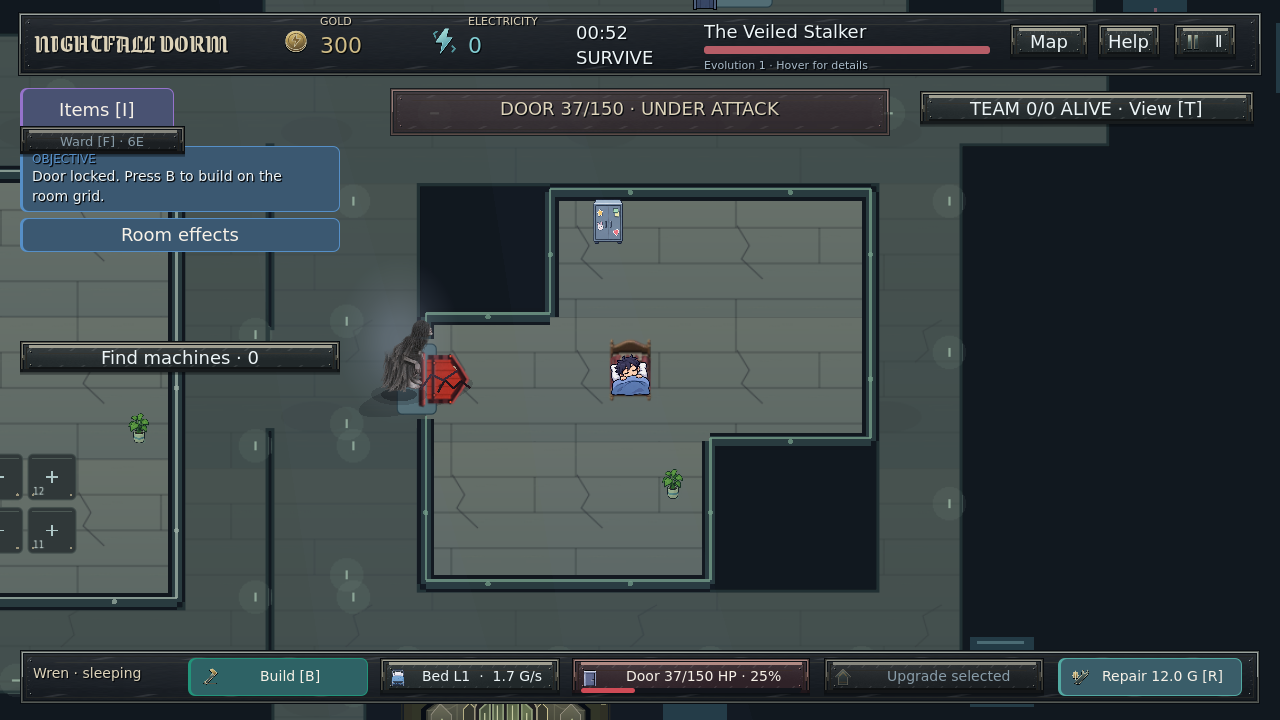 NIGHTFALL DORM
GOLD
300
ELECTRICITY
0
00:52
SURVIVE
The Veiled Stalker
Evolution 1 · Hover for details
Map
Help
II
Items [I]
Ward [F] · 6E
DOOR 37/150 · UNDER ATTACK
TEAM 0/0 ALIVE · View [T]
OBJECTIVE
Door locked. Press B to build on the
room grid.
Room effects
Find machines · 0
+
12
+
11
Wren · sleeping
Build [B]
Bed L1 · 1.7 G/s
Door 37/150 HP · 25%
Upgrade selected
Repair 12.0 G [R]